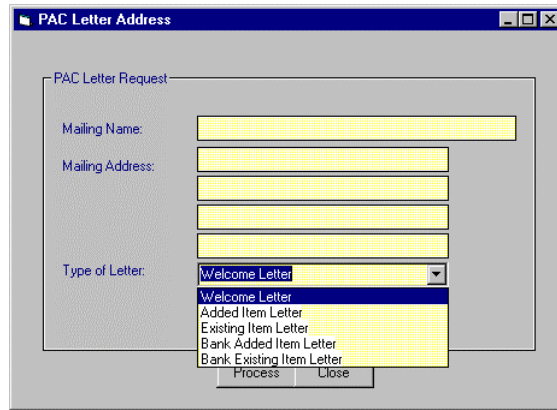 PAC Letter Address
PAC Letter Request
Mailing Name:
Mailing Address:
Type of Letter:
Welcome Letter
Welcome Letter
Added Item Letter
Existing Item Letter
Bank Added Item Letter
Bank Existing Item Letter
Process
Close